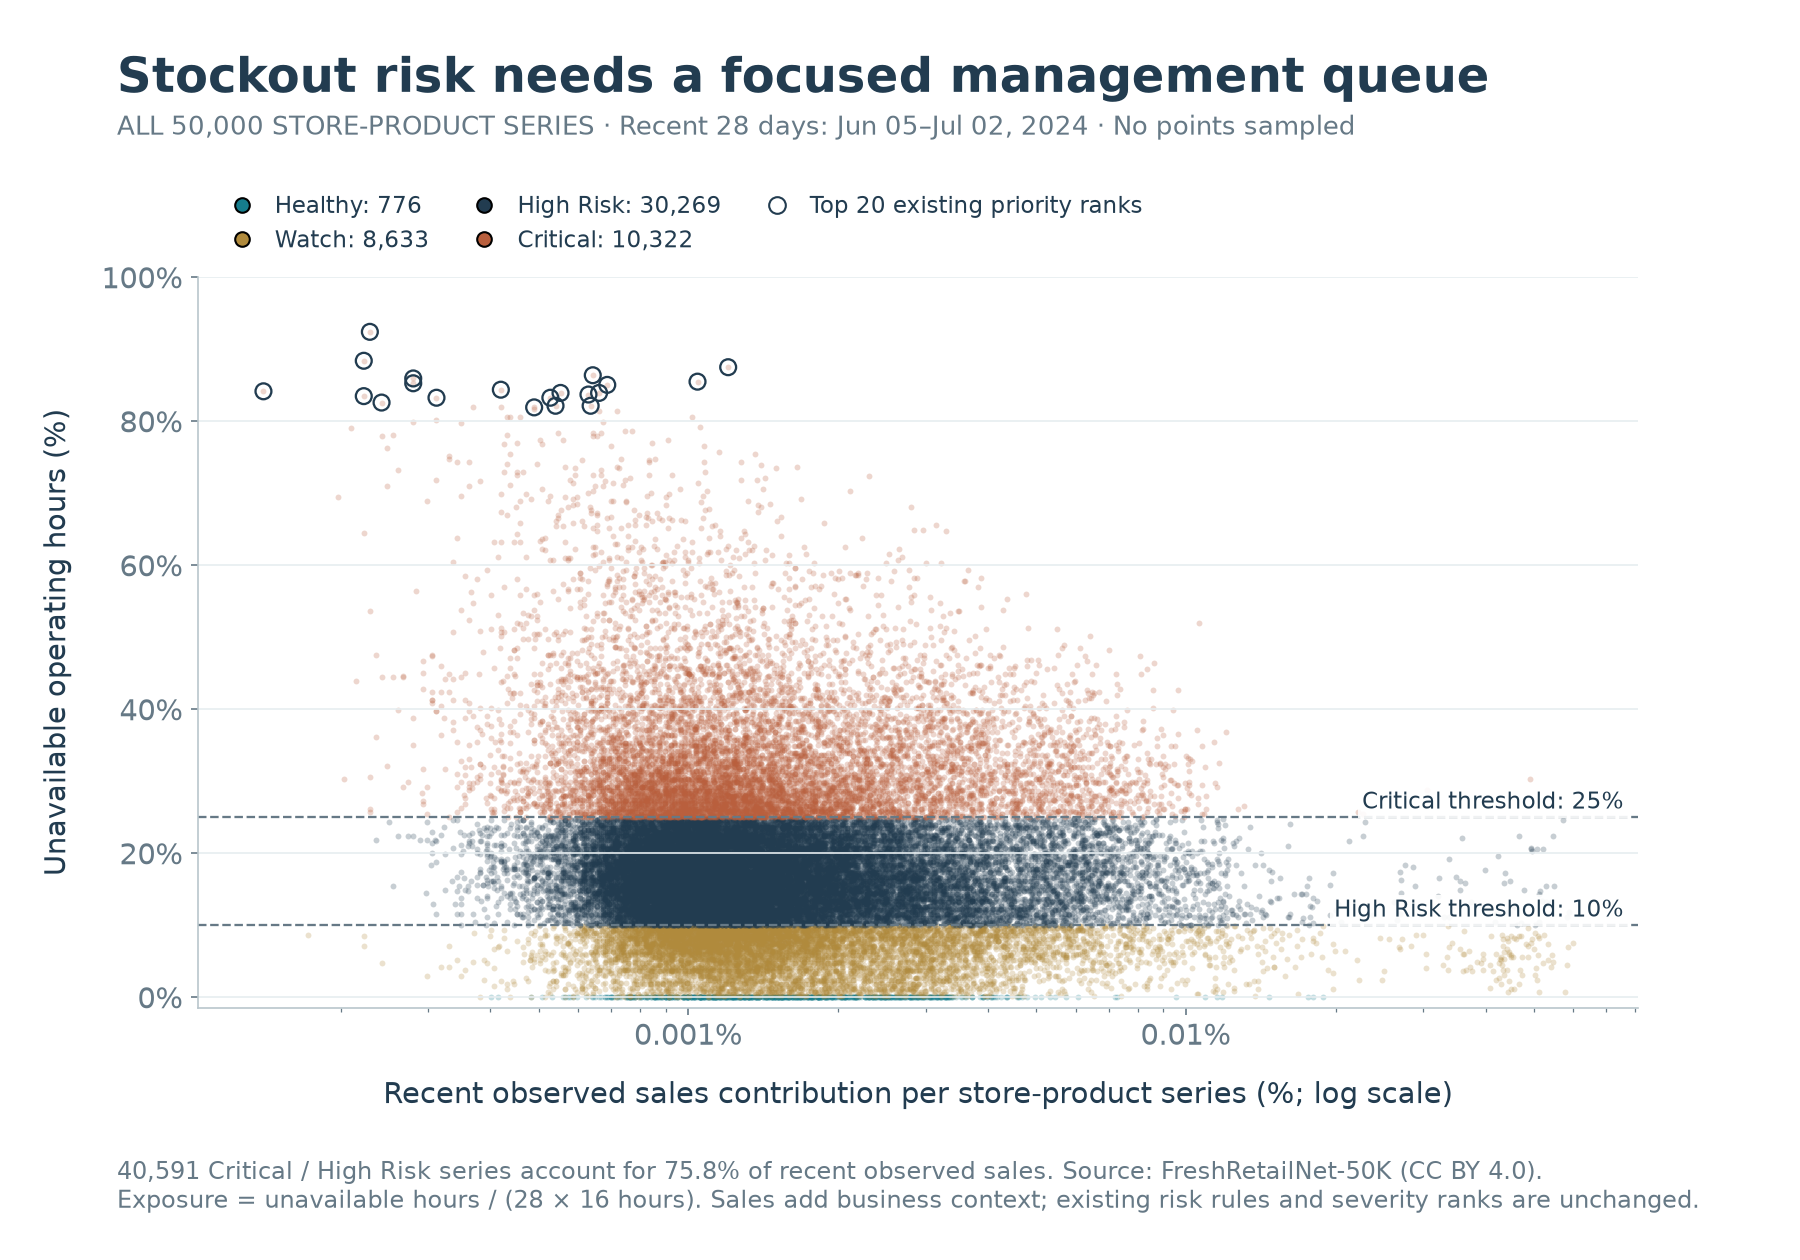 Stockout risk needs a focused management queue
ALL 50,000 STORE-PRODUCT SERIES · Recent 28 days: Jun 05–Jul 02, 2024 · No points sampled
Healthy: 776
High Risk: 30,269
Top 20 existing priority ranks
Watch: 8,633
Critical: 10,322
100%
80%
60%
40%
20%
0%
Unavailable operating hours (%)
Critical threshold: 25%
High Risk threshold: 10%
0.001%
0.01%
Recent observed sales contribution per store-product series (%; log scale)
40,591 Critical / High Risk series account for 75.8% of recent observed sales. Source: FreshRetailNet-50K (CC BY 4.0).
Exposure = unavailable hours / (28 × 16 hours). Sales add business context; existing risk rules and severity ranks are unchanged.